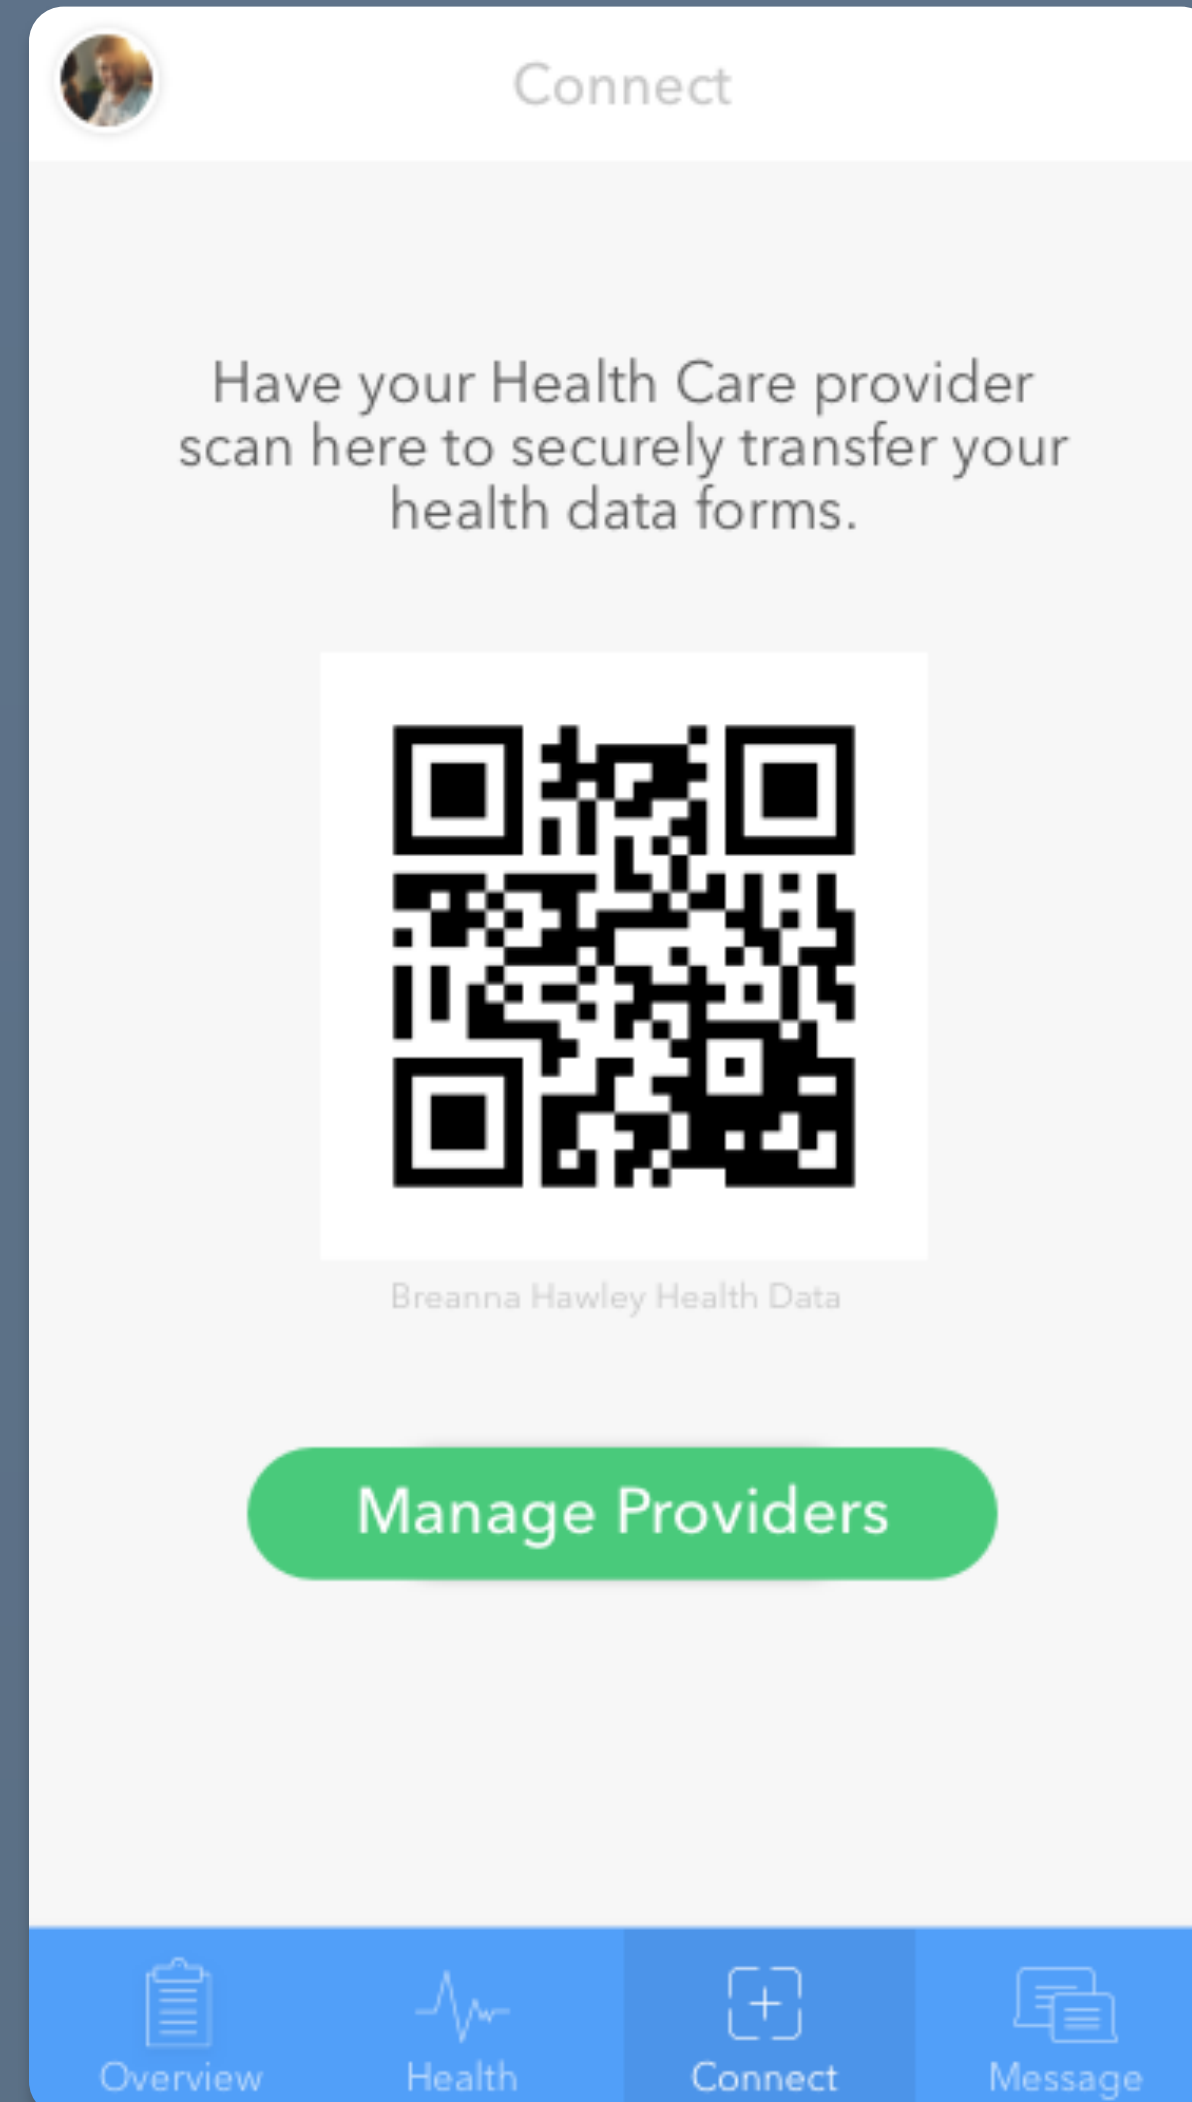 Connect
Have your Health Care provider
scan here to securely transfer your
health data forms.
Breanna Hawley Health Data
Manage Providers
Overview
Health
Connect
Message